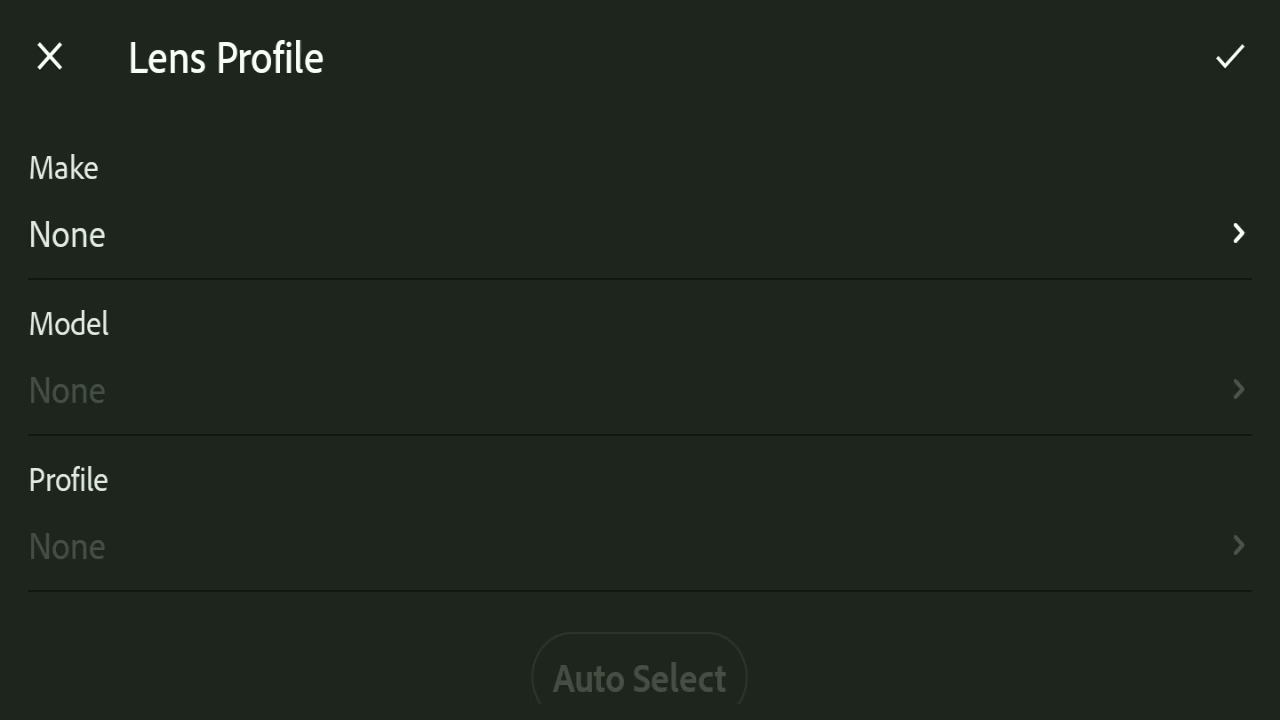 Lens Profile
Make
None
Model
None
Profile
None
Auto Select